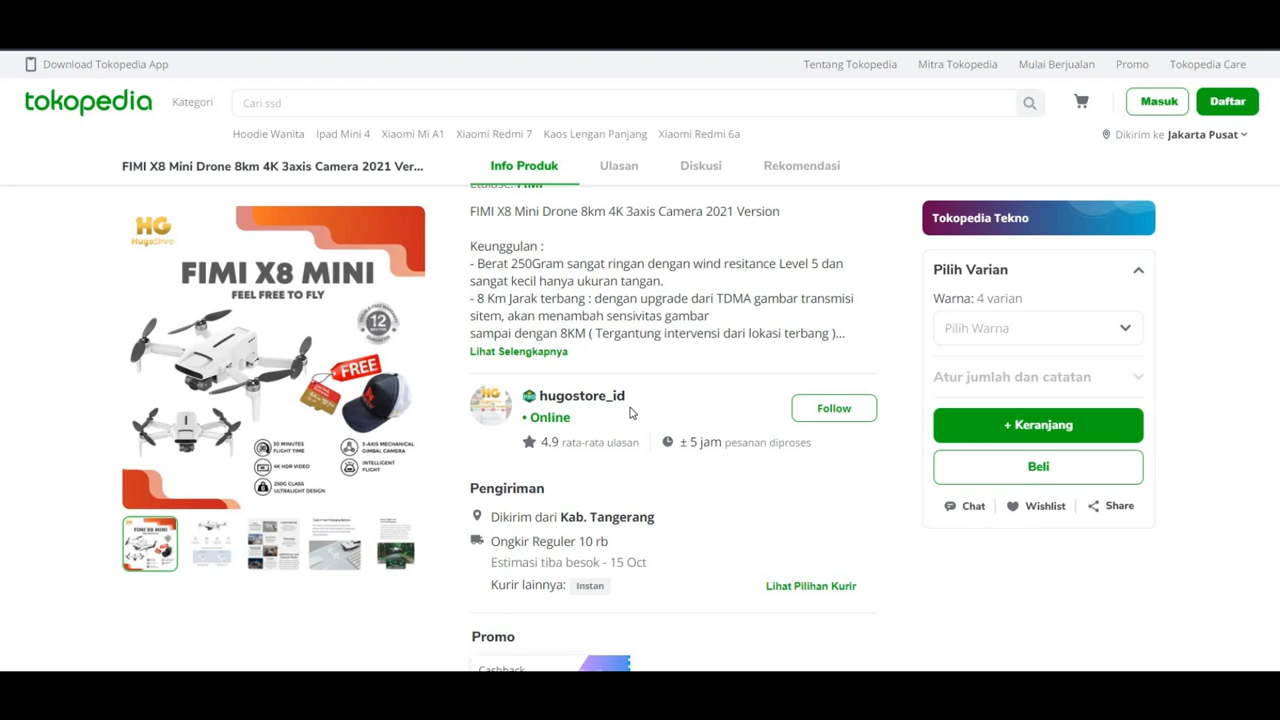 Download Tokopedia App
Tentang Tokopedia
Mitra Tokopedia
Mulai Berjualan
Promo
Tokopedia Care
tokopedia
Kategori
Cari ssd
Masuk
Daftar
Hoodie Wanita
Ipad Mini 4
Xiaomi Mi A1
Xiaomi Redmi 7
Kaos Lengan Panjang
Xiaomi Redmi 6a
Dikirim ke Jakarta Pusat
FIMI X8 Mini Drone 8km 4K 3axis Camera 2021 Ver...
Info Produk
Ulasan
Diskusi
Rekomendasi
Etalase: FIMI
HG
HugoStore
FIMI X8 MINI
FEEL FREE TO FLY
12
FREE
30 MINUTES
FLIGHT TIME
3-AXIS MECHANICAL
GIMBAL CAMERA
4K HDR VIDEO
INTELLIGENT
FLIGHT
250G CLASS
ULTRALIGHT DESIGN
FIMI X8 Mini Drone 8km 4K 3axis Camera 2021 Version
Keunggulan :
- Berat 250Gram sangat ringan dengan wind resitance Level 5 dan
sangat kecil hanya ukuran tangan.
- 8 Km Jarak terbang : dengan upgrade dari TDMA gambar transmisi
sitem, akan menambah sensivitas gambar
sampai dengan 8KM ( Tergantung intervensi dari lokasi terbang )...
Lihat Selengkapnya
HG
PRO hugostore_id
• Online
Follow
4.9 rata-rata ulasan
± 5 jam pesanan diproses
Pengiriman
Dikirim dari Kab. Tangerang
Ongkir Reguler 10 rb
Estimasi tiba besok - 15 Oct
Kurir lainnya: Instan
Lihat Pilihan Kurir
Promo
Cashback
Tokopedia Tekno
Pilih Varian
Warna: 4 varian
Pilih Warna
Atur jumlah dan catatan
+ Keranjang
Beli
Chat
Wishlist
Share